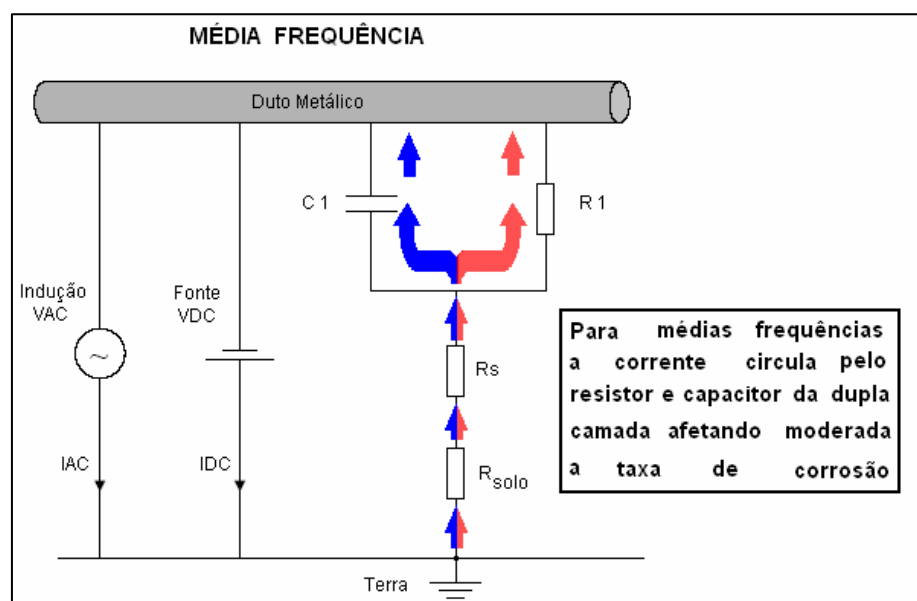 MÉDIA FREQUÊNCIA
Duto Metálico
C 1
R 1
Indução
VAC
Fonte
VDC
~
Rs
IAC
IDC
R solo
Terra
Para médias frequências
a corrente circula pelo
resistor e capacitor da dupla
camada afetando moderada
a taxa de corrosão